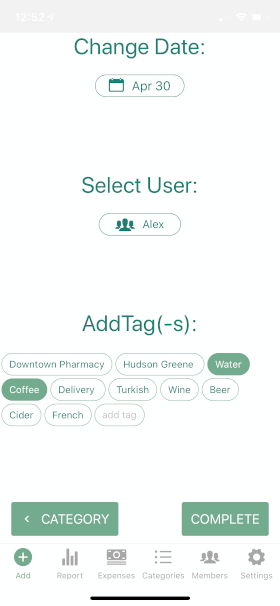 12:52
Change Date:
Apr 30
Select User:
Alex
AddTag(-s):
Downtown Pharmacy Hudson Greene Water
Coffee Delivery Turkish Wine Beer
Cider French add tag
CATEGORY COMPLETE
Add Report Expenses Categories Members Settings